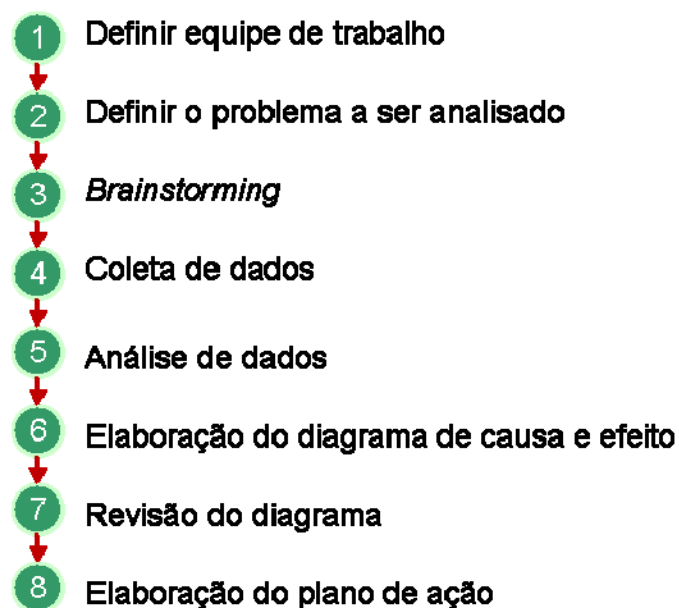 1 Definir equipe de trabalho
2 Definir o problema a ser analisado
3 Brainstorming
4 Coleta de dados
5 Análise de dados
6 Elaboração do diagrama de causa e efeito
7 Revisão do diagrama
8 Elaboração do plano de ação